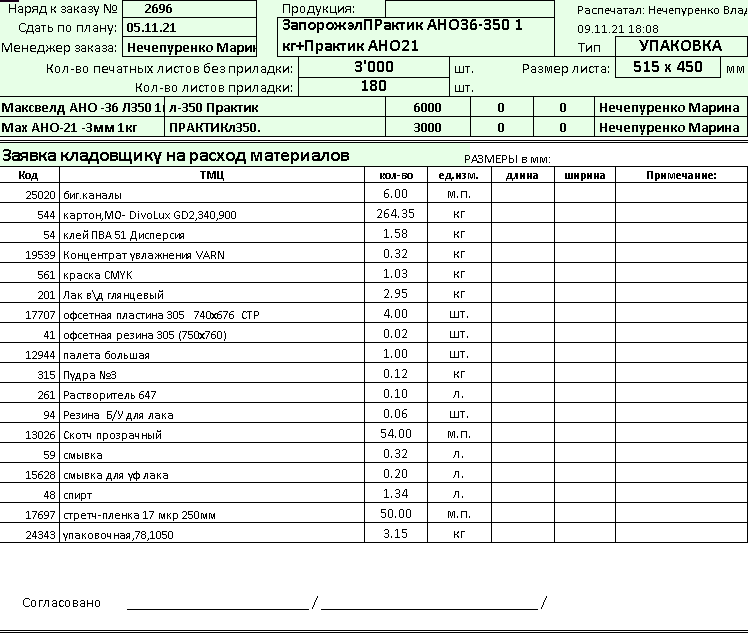 Наряд к заказу № 2696 Продукция: Распечатал: Нечепуренко Влад
Сдать по плану: 05.11.21 ЗапорожэлПРактик АНО36-350 1 09.11.21 18:08
Менеджер заказа: Нечепуренко Марин кг+Практик АНО21 Тип УПАКОВКА
Кол-во печатных листов без приладки: 3'000 шт. Размер листа: 515 x 450 мм
Кол-во листов приладки: 180 шт.
Максвелд АНО -36 Л350 1 л-350 Практик 6000 0 0 Нечепуренко Марина
Мах АНО-21 -3мм 1кг ПРАКТИКл350. 3000 0 0 Нечепуренко Марина
Заявка кладовщику на расход материалов РАЗМЕРЫ в мм:
Код ТМЦ кол-во ед.изм. длина ширина Примечание:
25020 биг.каналы 6.00 м.п.
544 картон,МО- DivoLux GD2,340,900 264.35 кг
54 клей ПВА 51 Дисперсия 1.58 кг
19539 Концентрат увлажнения VARN 0.32 кг
561 краска CMYK 1.03 кг
201 Лак в\д глянцевый 2.95 кг
17707 офсетная пластина 305 740х676 СТР 4.00 шт.
41 офсетная резина 305 (750х760) 0.02 шт.
12944 палета большая 1.00 шт.
315 Пудра №3 0.12 кг
261 Растворитель 647 0.10 л.
94 Резина Б/У для лака 0.06 шт.
13026 Скотч прозрачный 54.00 м.п.
59 смывка 0.32 л.
15628 смывка для уф лака 0.20 л.
48 спирт 1.34 л.
17697 стретч-пленка 17 мкр 250мм 50.00 м.п.
24343 упаковочная,78,1050 3.15 кг
Согласовано ____________________ / ____________________ /